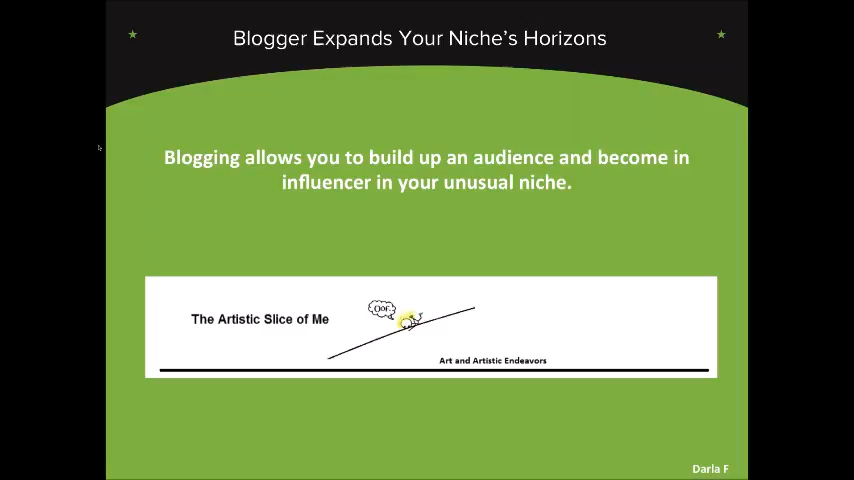 Blogger Expands Your Niche's Horizons
Blogging allows you to build up an audience and become in
influencer in your unusual niche.
The Artistic Slice of Me
Oof.
Art and Artistic Endeavors
Darla F